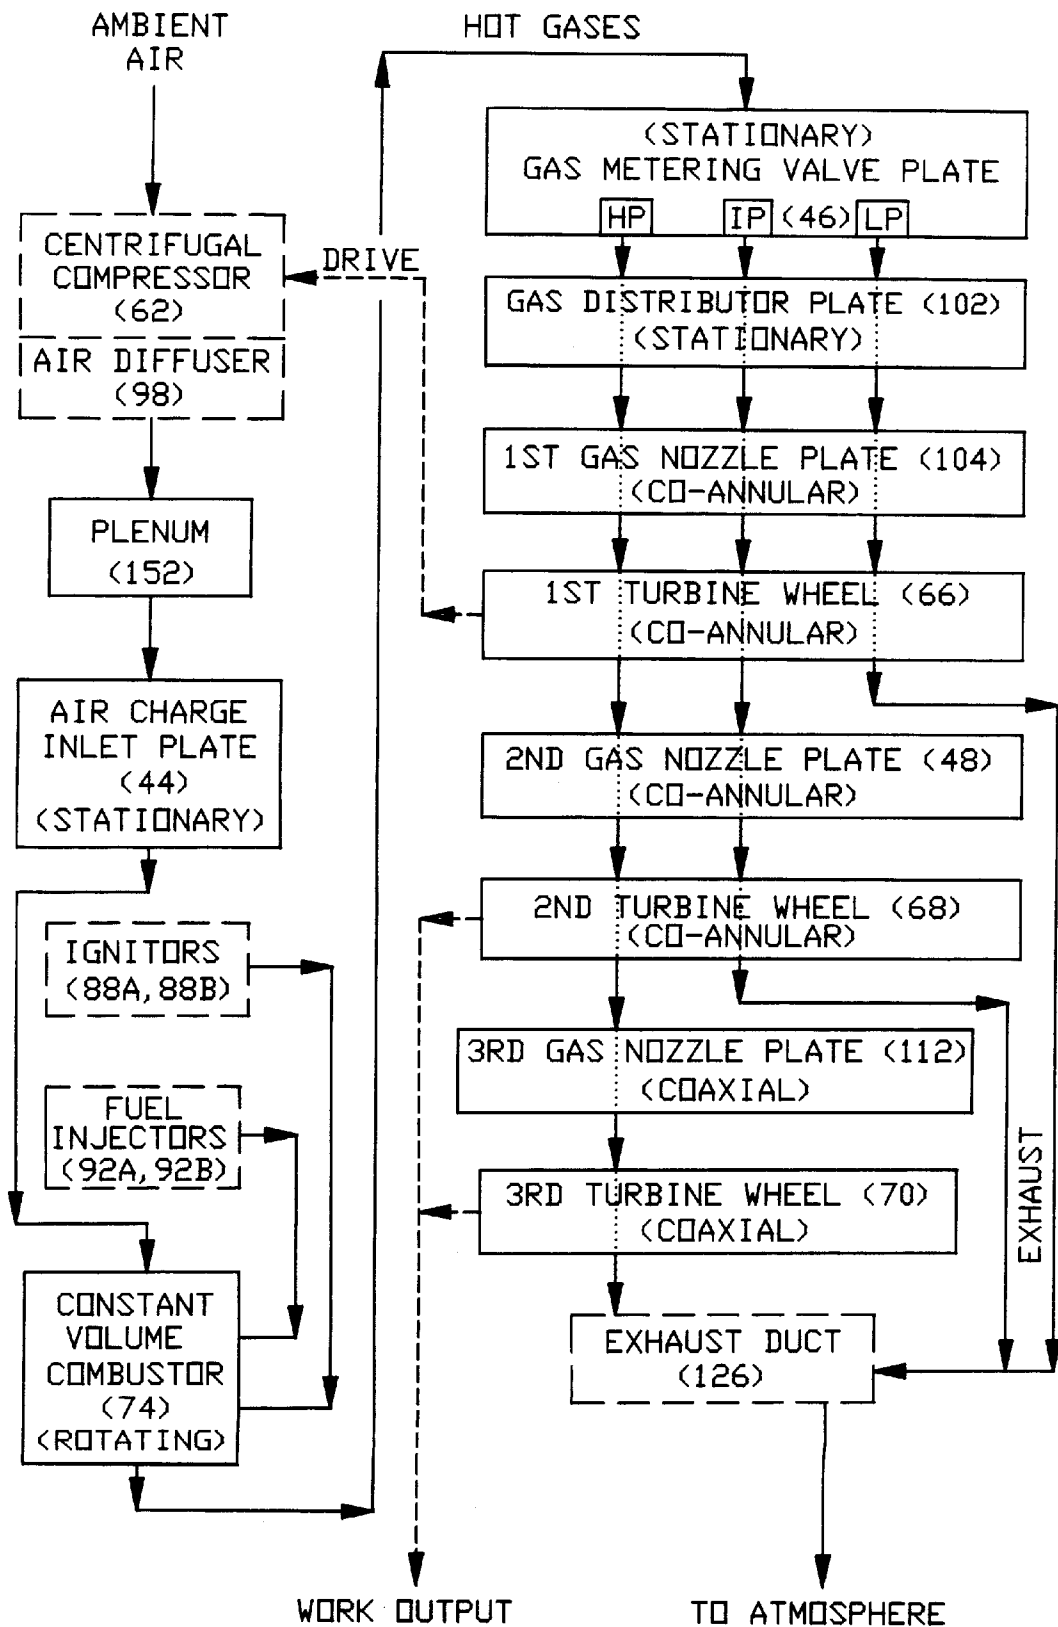 AMBIENT
AIR
HOT GASES
(STATIONARY)
GAS METERING VALVE PLATE
HP IP (46) LP
CENTRIFUGAL
COMPRESSOR
(62)
DRIVE
AIR DIFFUSER
(98)
GAS DISTRIBUTOR PLATE (102)
(STATIONARY)
1ST GAS NOZZLE PLATE (104)
(CO-ANNULAR)
PLENUM
(152)
1ST TURBINE WHEEL (66)
(CO-ANNULAR)
AIR CHARGE
INLET PLATE
(44)
(STATIONARY)
2ND GAS NOZZLE PLATE (48)
(CO-ANNULAR)
2ND TURBINE WHEEL (68)
(CO-ANNULAR)
IGNITORS
(88A, 88B)
3RD GAS NOZZLE PLATE (112)
(COAXIAL)
FUEL
INJECTORS
(92A, 92B)
3RD TURBINE WHEEL (70)
(COAXIAL)
EXHAUST
CONSTANT
VOLUME
COMBUSTOR
(74)
(ROTATING)
EXHAUST DUCT
(126)
WORK OUTPUT
TO ATMOSPHERE